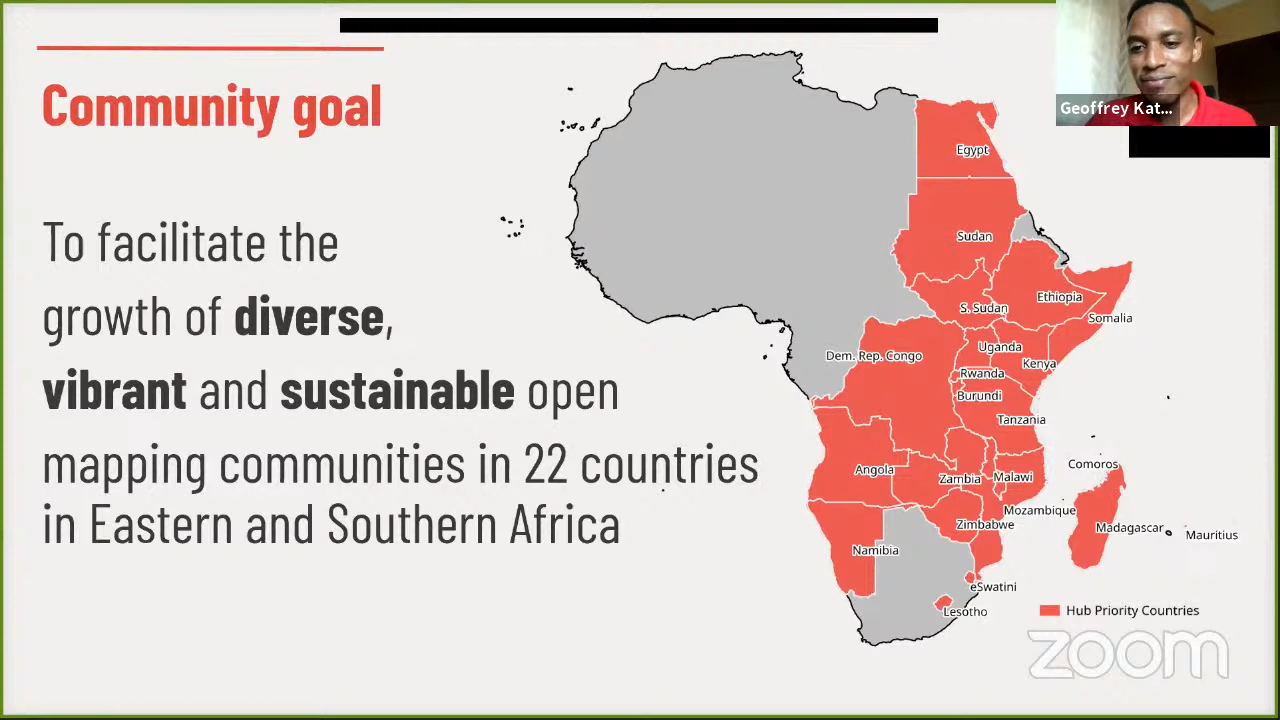 Community goal
To facilitate the
growth of diverse,
vibrant and sustainable open
mapping communities in 22 countries
in Eastern and Southern Africa
Geoffrey Kat...
Egypt
Sudan
Ethiopia
S. Sudan
Somalia
Uganda
Dem. Rep. Congo
Kenya
Rwanda
Burundi
Tanzania
Comoros
Angola
Zambia
Malawi
Mozambique
Zimbabwe
Madagascar
Mauritius
Namibia
eSwatini
Lesotho
Hub Priority Countries
zoom